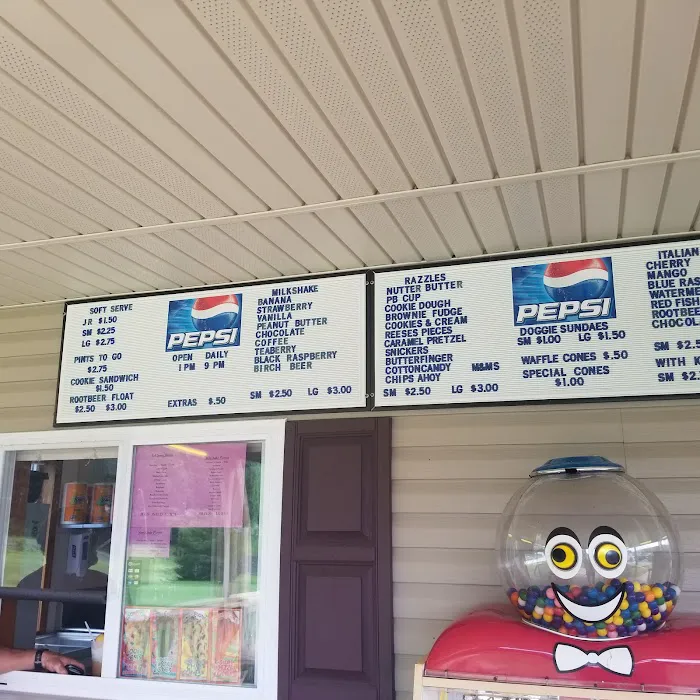 SOFT SERVE
JR $1.50
SM $2.25
LG $2.75
PINTS TO GO
$2.75
COOKIE SANDWICH
$1.50
ROOTBEER FLOAT
$2.50 $3.00
PEPSI
OPEN DAILY
1 PM 9 PM
EXTRAS $.50
MILKSHAKE
BANANA
STRAWBERRY
VANILLA
PEANUT BUTTER
CHOCOLATE
COFFEE
TEABERRY
BLACK RASPBERRY
BIRCH BEER
SM $2.50 LG $3.00
RAZZLES
NUTTER BUTTER
PB CUP
COOKIE DOUGH
BROWNIE FUDGE
COOKIES & CREAM
REESES PIECES
CARAMEL PRETZEL
SNICKERS
BUTTERFINGER
COTTONCANDY M&MS
CHIPS AHOY
SM $2.50 LG $3.00
PEPSI
DOGGIE SUNDAES
SM $1.00 LG $1.50
WAFFLE CONES $.50
SPECIAL CONES
$1.00
ITALIAN
CHERRY
MANGO
BLUE RAS
WATERME
RED FISH
ROOTBEE
CHOCOL
SM $2.5
WITH
SM $2.